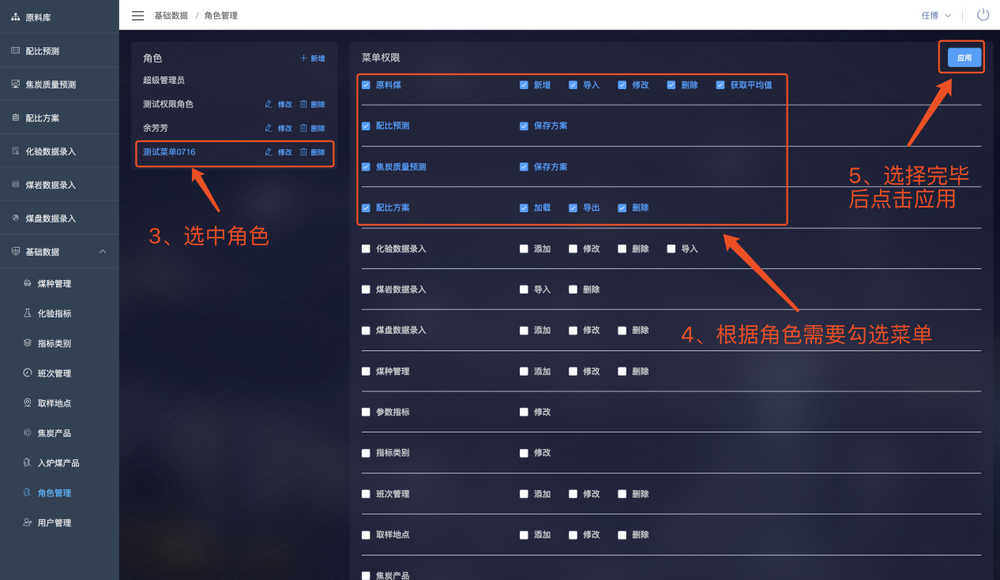 原料库
配比预测
焦炭质量预测
配比方案
化验数据录入
煤岩数据录入
煤盘数据录入
基础数据
煤种管理
化验指标
指标类别
班次管理
取样地点
焦炭产品
入炉煤产品
角色管理
用户管理
基础数据 / 角色管理
任博
角色 新增
超级管理员
测试权限角色 修改 删除
余芳芳 修改 删除
测试菜单0716 修改 删除
3、选中角色
菜单权限
应用
原料煤 新增 导入 修改 删除 获取平均值
配比预测 保存方案
焦炭质量预测 保存方案
配比方案 加载 导出 删除
化验数据录入 添加 修改 删除 导入
煤岩数据录入 导入 删除
煤盘数据录入 添加 修改 删除
煤种管理 添加 修改 删除
参数指标 修改
指标类别 修改
班次管理 添加 修改 删除
取样地点 添加 修改 删除
焦炭产品
5、选择完毕
后点击应用
4、根据角色需要勾选菜单